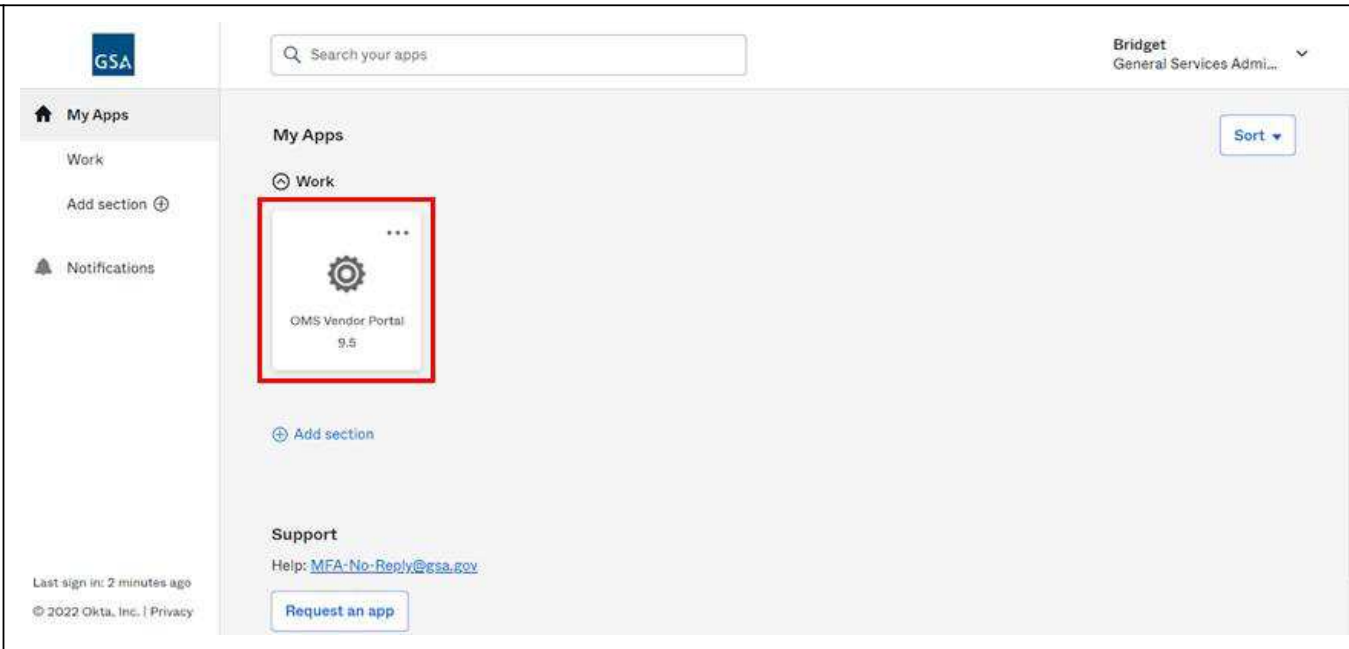 GSA
Search your apps
Bridget
General Services Admi...
My Apps
Work
Add section
Notifications
My Apps
Sort
Work
OMS Vendor Portal
9.5
Add section
Support
Help: MFA-No-Reply@gsa.gov
Request an app
Last sign in: 2 minutes ago
© 2022 Okta, Inc. | Privacy